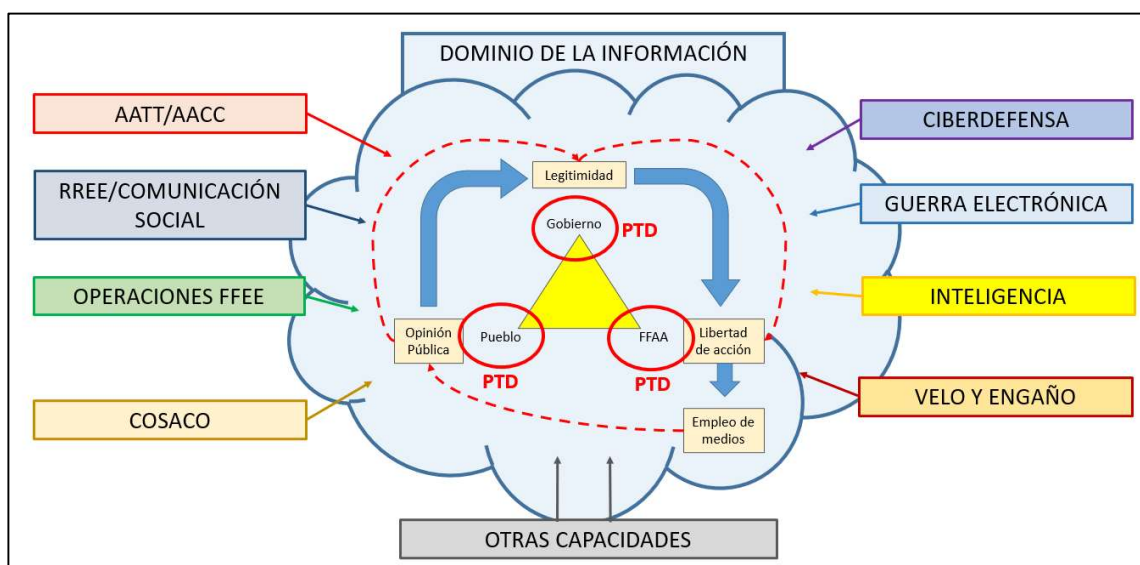 DOMINIO DE LA INFORMACIÓN
AATT/AACC
RREE/COMUNICACIÓN
SOCIAL
OPERACIONES FFEE
COSACO
CIBERDEFENSA
GUERRA ELECTRÓNICA
INTELIGENCIA
VELO Y ENGAÑO
Legitimidad
Gobierno
PTD
Opinión
Pública
Pueblo
PTD
FFAA
PTD
Libertad
de acción
Empleo de
medios
OTRAS CAPACIDADES